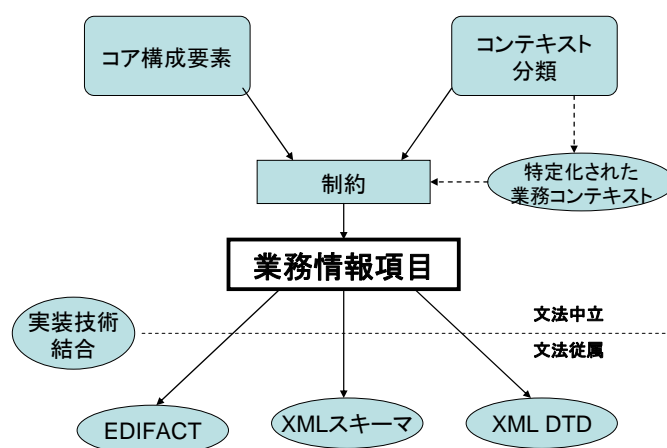 コア構成要素
コンテキスト
分類
制約
特定化された
業務コンテキスト
業務情報項目
実装技術
結合
文法中立
文法従属
EDIFACT
XMLスキーマ
XML DTD